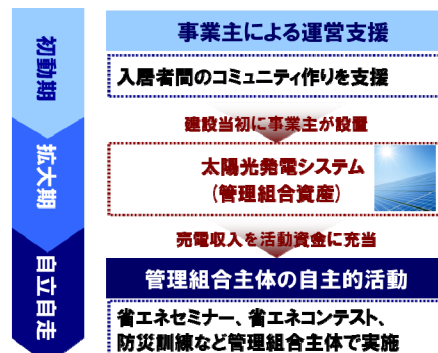 初動期
事業主による運営支援
入居者間のコミュニティ作りを支援
建設当初に事業主が設置
拡大期
太陽光発電システム
(管理組合資産)
売電収入を活動資金に充当
自立自走
管理組合主体の自主的活動
省エネセミナー、省エネコンテスト、
防災訓練など管理組合主体で実施